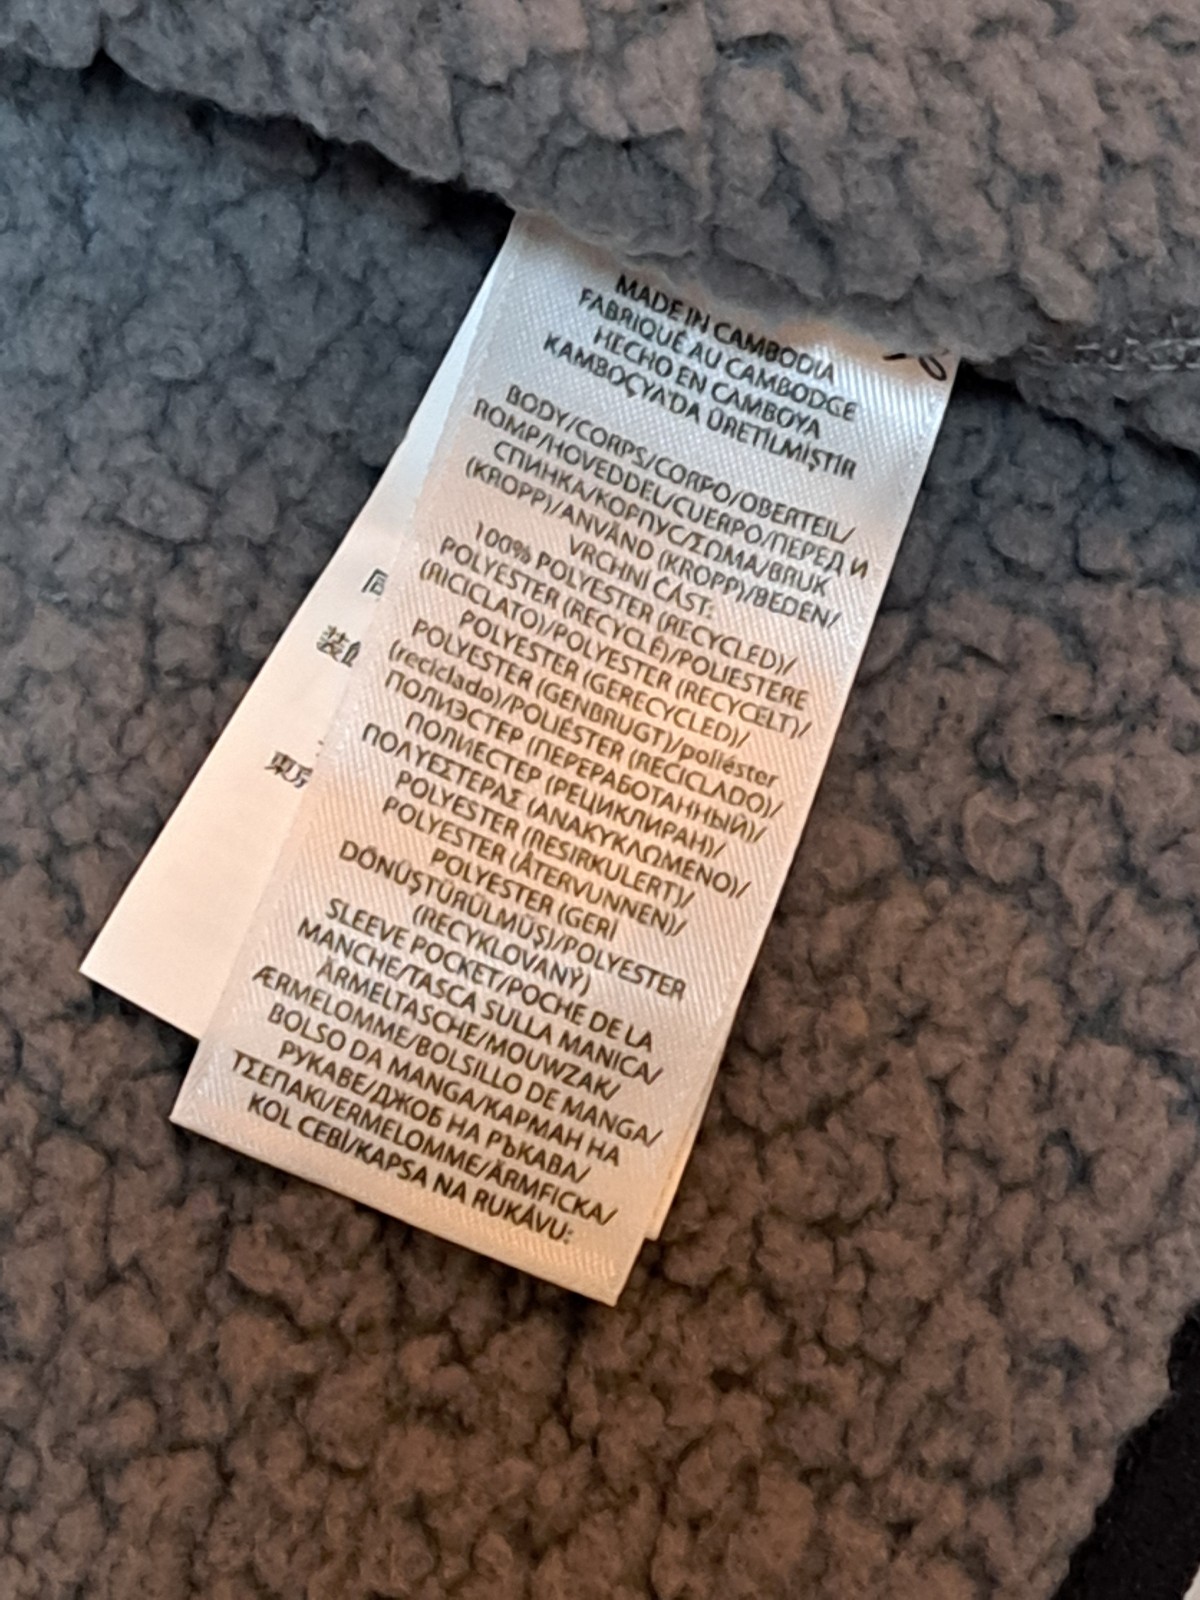 MADE IN CAMBODIA
FABRIQUÉ AU CAMBODGE
HECHO EN CAMBOYA
KAMBOÇYA'DA ÜRETİLMİŞTİR
BODY/CORPS/CORPO/OBERTEIL/
ROMP/HOVEDDEL/CUERPO/ПЕРЕД И
СПИНКА/КОРПУС/ΣΩΜΑ/BRUK
(KROPP)/ANVÄND (KROPP)/BEDEN/
VRCHNÍ ČÁST:
100% POLYESTER (RECYCLED)/
POLYESTER (RECYCLÉ)/POLIESTERE
(RICICLATO)/POLYESTER (RECYCELT)/
POLYESTER (GERECYCLED)/
POLYESTER (GENBRUGT)/poliéster
(reciclado)/POLIÉSTER (RECICLADO)/
ПОЛИЭСТЕР (ПЕРЕРАБОТАННЫЙ)/
ПОЛИЕСТЕР (РЕЦИКЛИРАН)/
ΠΟΛΥΕΣΤΕΡΑΣ (ΑΝΑΚΥΚΛΩΜΕΝΟ)/
POLYESTER (RESIRKULERT)/
POLYESTER (ÅTERVUNNEN)/
POLYESTER (GERİ
DÖNÜŞTÜRÜLMÜŞ)/POLYESTER
(RECYKLOVANÝ)
SLEEVE POCKET/POCHE DE LA
MANCHE/TASCA SULLA MANICA/
ÄRMELTASCHE/MOUWZAK/
ÆRMELOMME/BOLSILLO DE MANGA/
BOLSO DA MANGA/КАРМАН НА
РУКАВЕ/ДЖОБ НА РЪКАВА/
ΤΣΕΠΑΚΙ/ERMELOMME/ÄRMFICKA/
KOL CEBİ/KAPSA NA RUKÁVU: